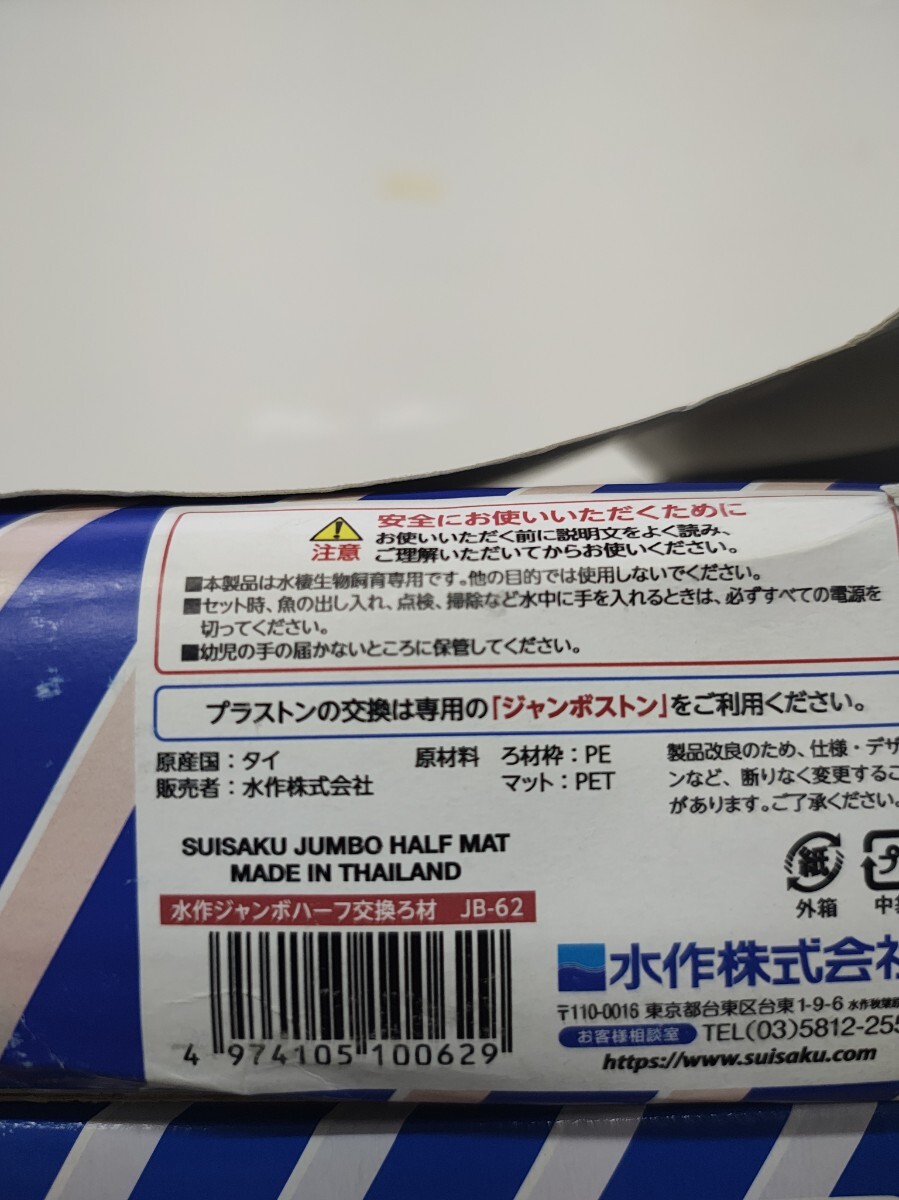 安全にお使いいただくために
注意
お使いいただく前に説明文をよく読み、
ご理解いただいてからお使いください。
■本製品は水棲生物飼育専用です。他の目的では使用しないでください。
■セット時、魚の出し入れ、点検、掃除など水中に手を入れるときは、必ずすべての電源を
切ってください。
■幼児の手の届かないところに保管してください。
プラストンの交換は専用の「ジャンボストン」をご利用ください。
原産国：タイ
販売者：水作株式会社
原材料 ろ材枠：PE
マット：PET
製品改良のため、仕様・デザ
ンなど、断りなく変更するこ
があります。ご了承ください。
SUISAKU JUMBO HALF MAT
MADE IN THAILAND
水作ジャンボハーフ交換ろ材 JB-62
4 974105 100629
紙
外箱
プ
水作株式会社
〒110-0016 東京都台東区台東1-9-6
お客様相談室 TEL(03)5812-255
https://www.suisaku.com